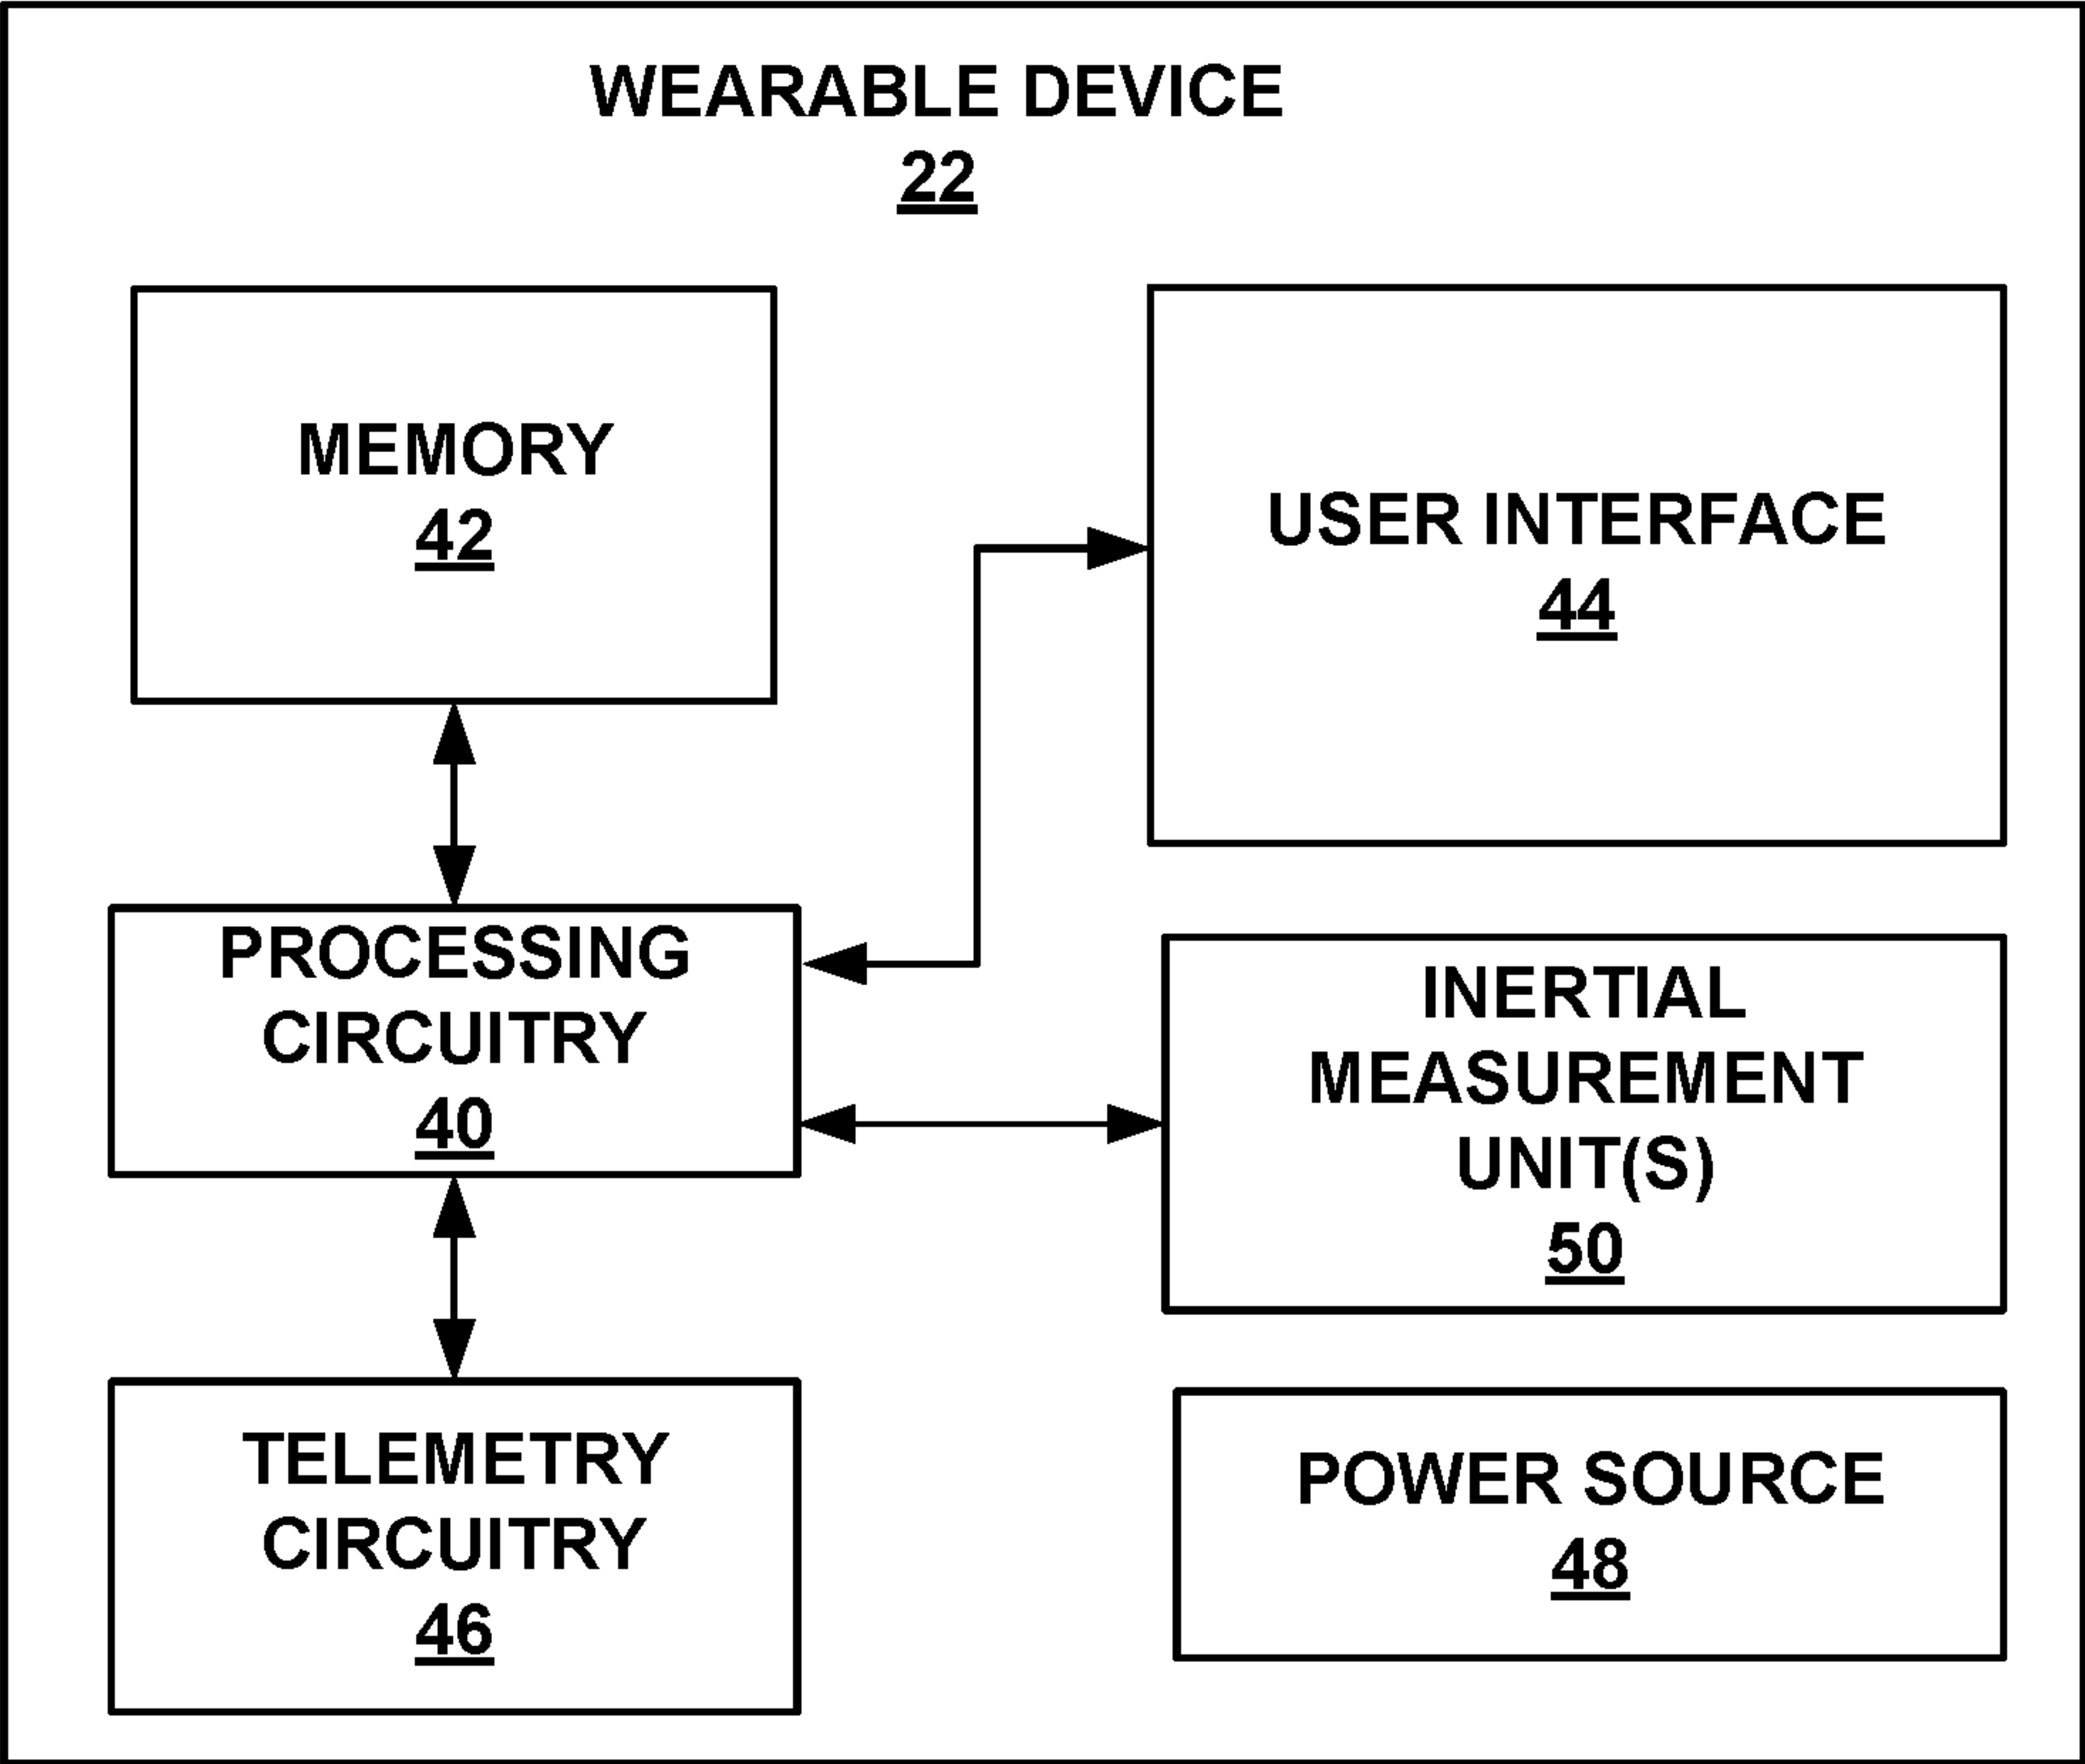 WEARABLE DEVICE
22
MEMORY
42
USER INTERFACE
44
PROCESSING
CIRCUITRY
40
INERTIAL
MEASUREMENT
UNIT(S)
50
TELEMETRY
CIRCUITRY
46
POWER SOURCE
48